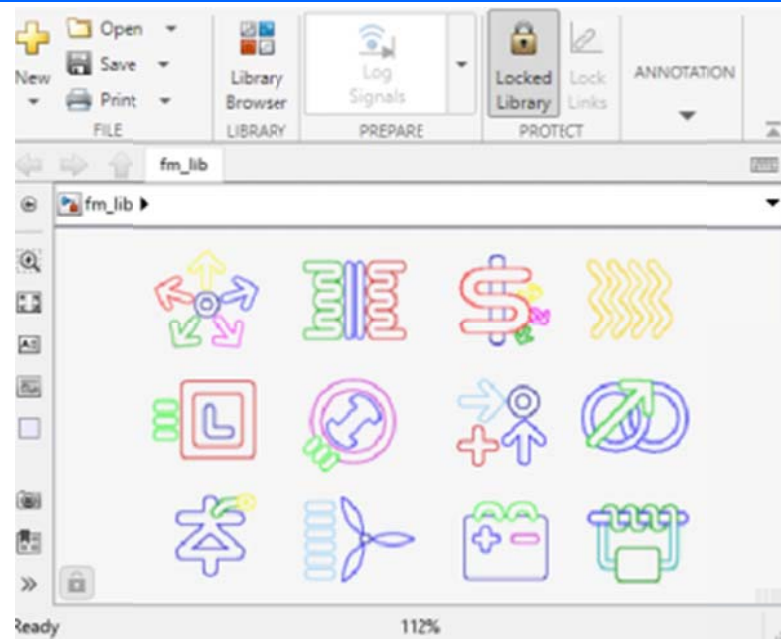 New
Open
Save
Print
FILE
Library
Browser
LIBRARY
Log
Signals
PREPARE
Locked
Library
Lock
Links
PROTECT
ANNOTATION
fm_lib
fm_lib
Ready
112%